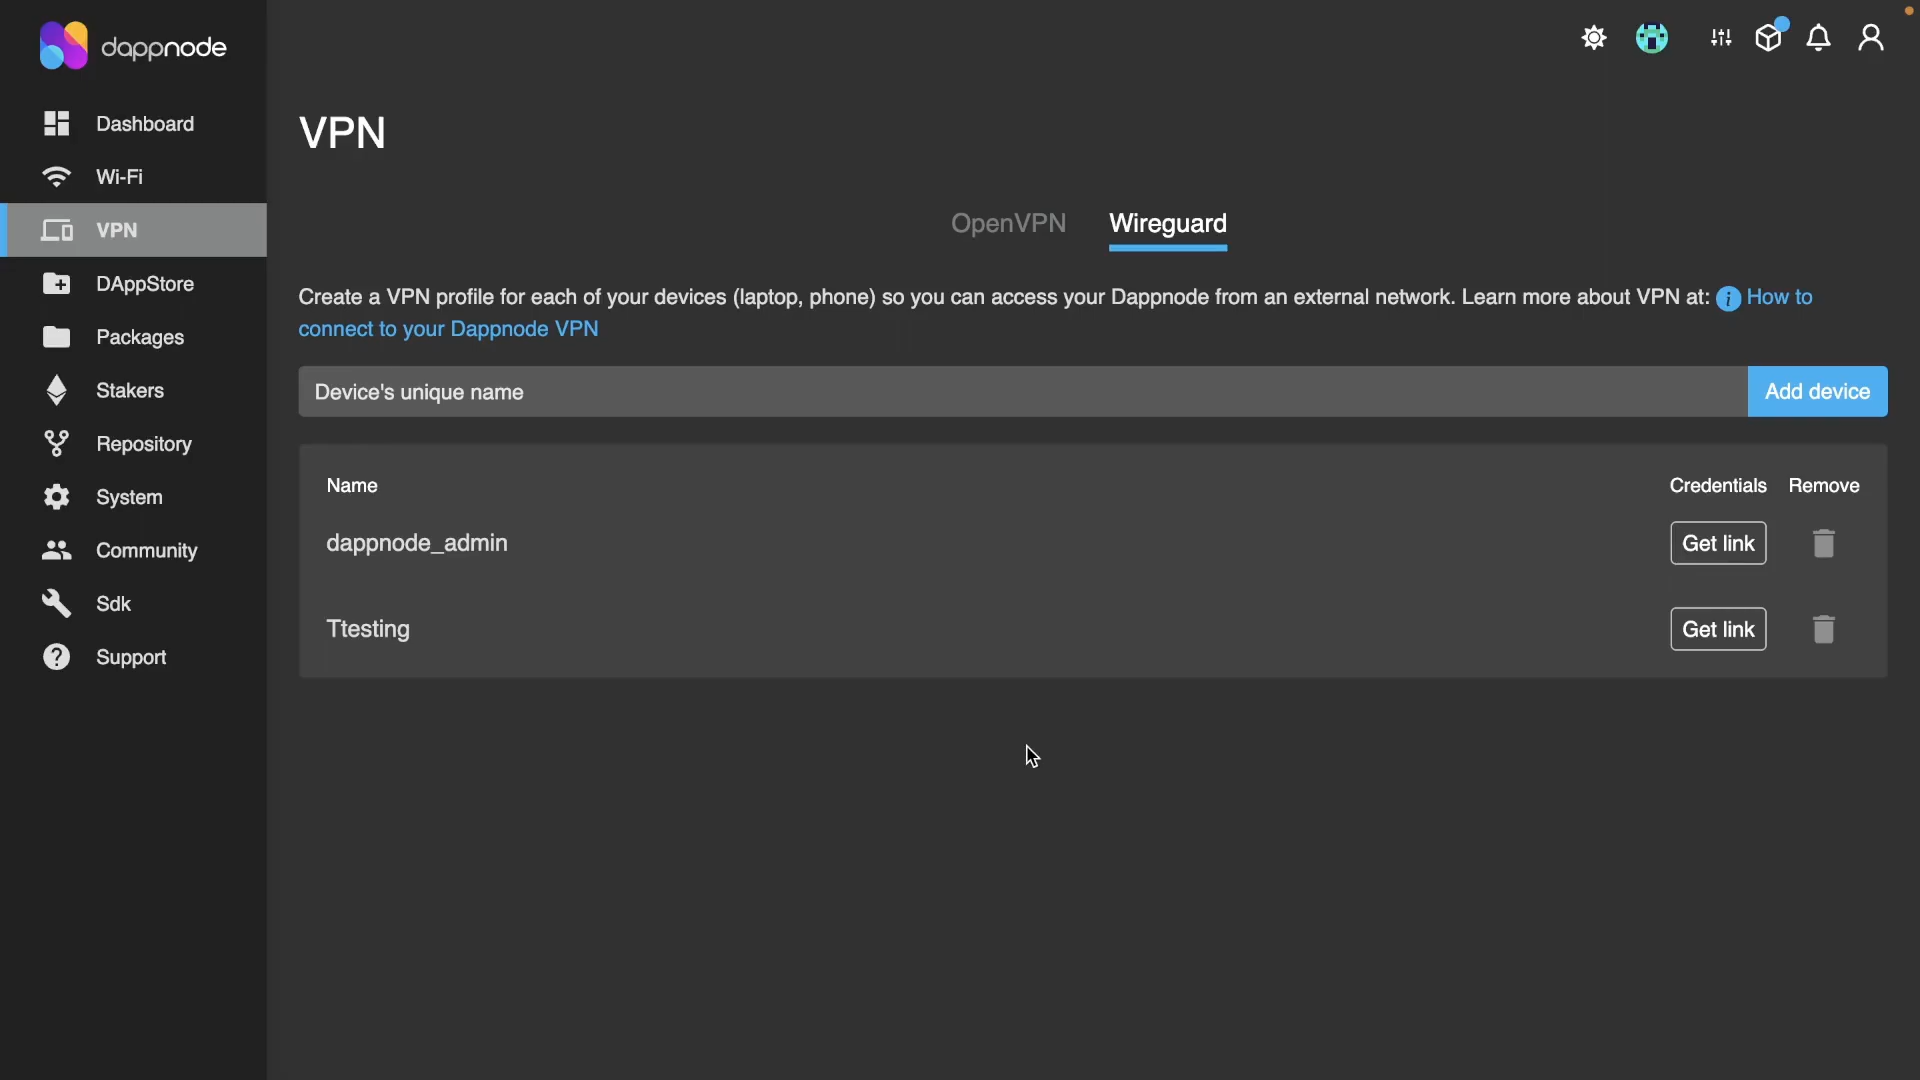 dappnode
Dashboard
Wi-Fi
VPN
DAppStore
Packages
Stakers
Repository
System
Community
Sdk
Support
VPN
OpenVPN Wireguard
Create a VPN profile for each of your devices (laptop, phone) so you can access your Dappnode from an external network. Learn more about VPN at: How to
connect to your Dappnode VPN
Device's unique name Add device
Name Credentials Remove
dappnode_admin Get link
Ttesting Get link